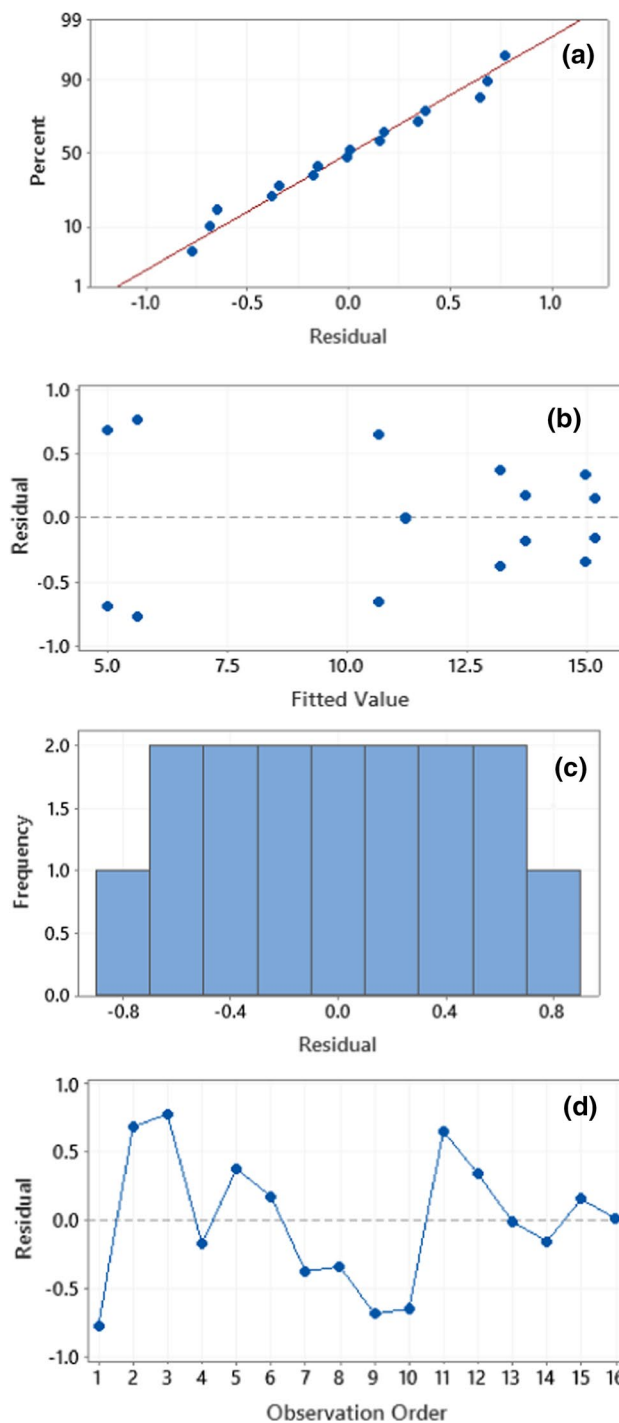 (a)
Percent
99
90
50
10
1
-1.0 -0.5 0.0 0.5 1.0
Residual
(b)
Residual
1.0
0.5
0.0
-0.5
-1.0
5.0 7.5 10.0 12.5 15.0
Fitted Value
(c)
Frequency
2.0
1.5
1.0
0.5
0.0
-0.8 -0.4 0.0 0.4 0.8
Residual
(d)
Residual
1.0
0.5
0.0
-0.5
-1.0
1 2 3 4 5 6 7 8 9 10 11 12 13 14 15 16
Observation Order